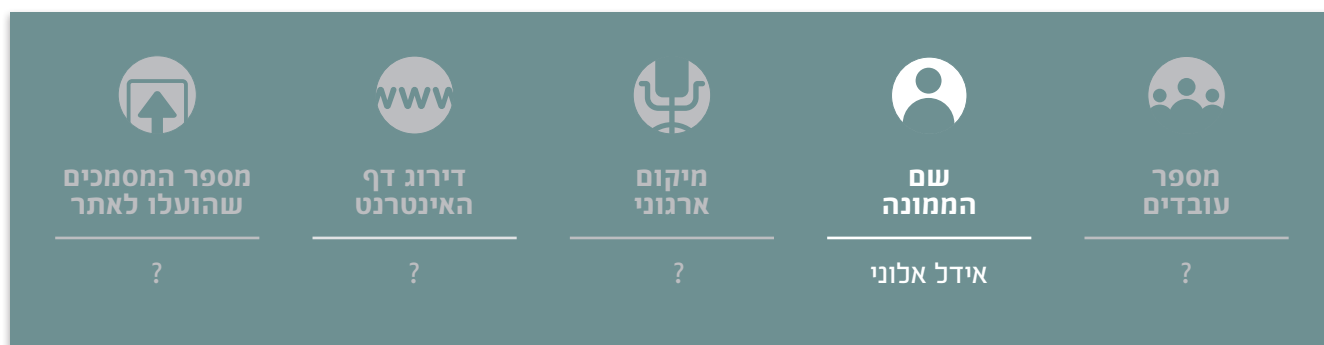 מספר
עובדים
?
שם
הממונה
אידל אלוני
מיקום
ארגוני
?
www
דירוג דף
האינטרנט
?
מספר המסמכים
שהועלו לאתר
?